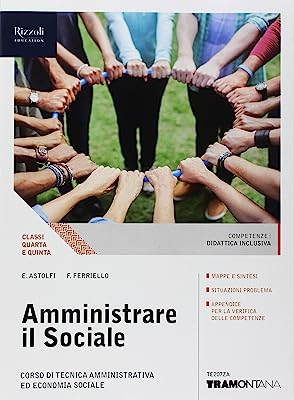 Rizzoli
EDUCATION
COMPETENZE
DIDATTICA INCLUSIVA
CLASSI
QUARTA
E QUINTA
E. ASTOLFI F. FERRIELLO
MAPPE E SINTESI
SITUAZIONI PROBLEMA
APPENDICE
PER LA VERIFICA
DELLE COMPETENZE
Amministrare
il Sociale
CORSO DI TECNICA AMMINISTRATIVA
ED ECONOMIA SOCIALE
TE207ZA
TRAMONTANA